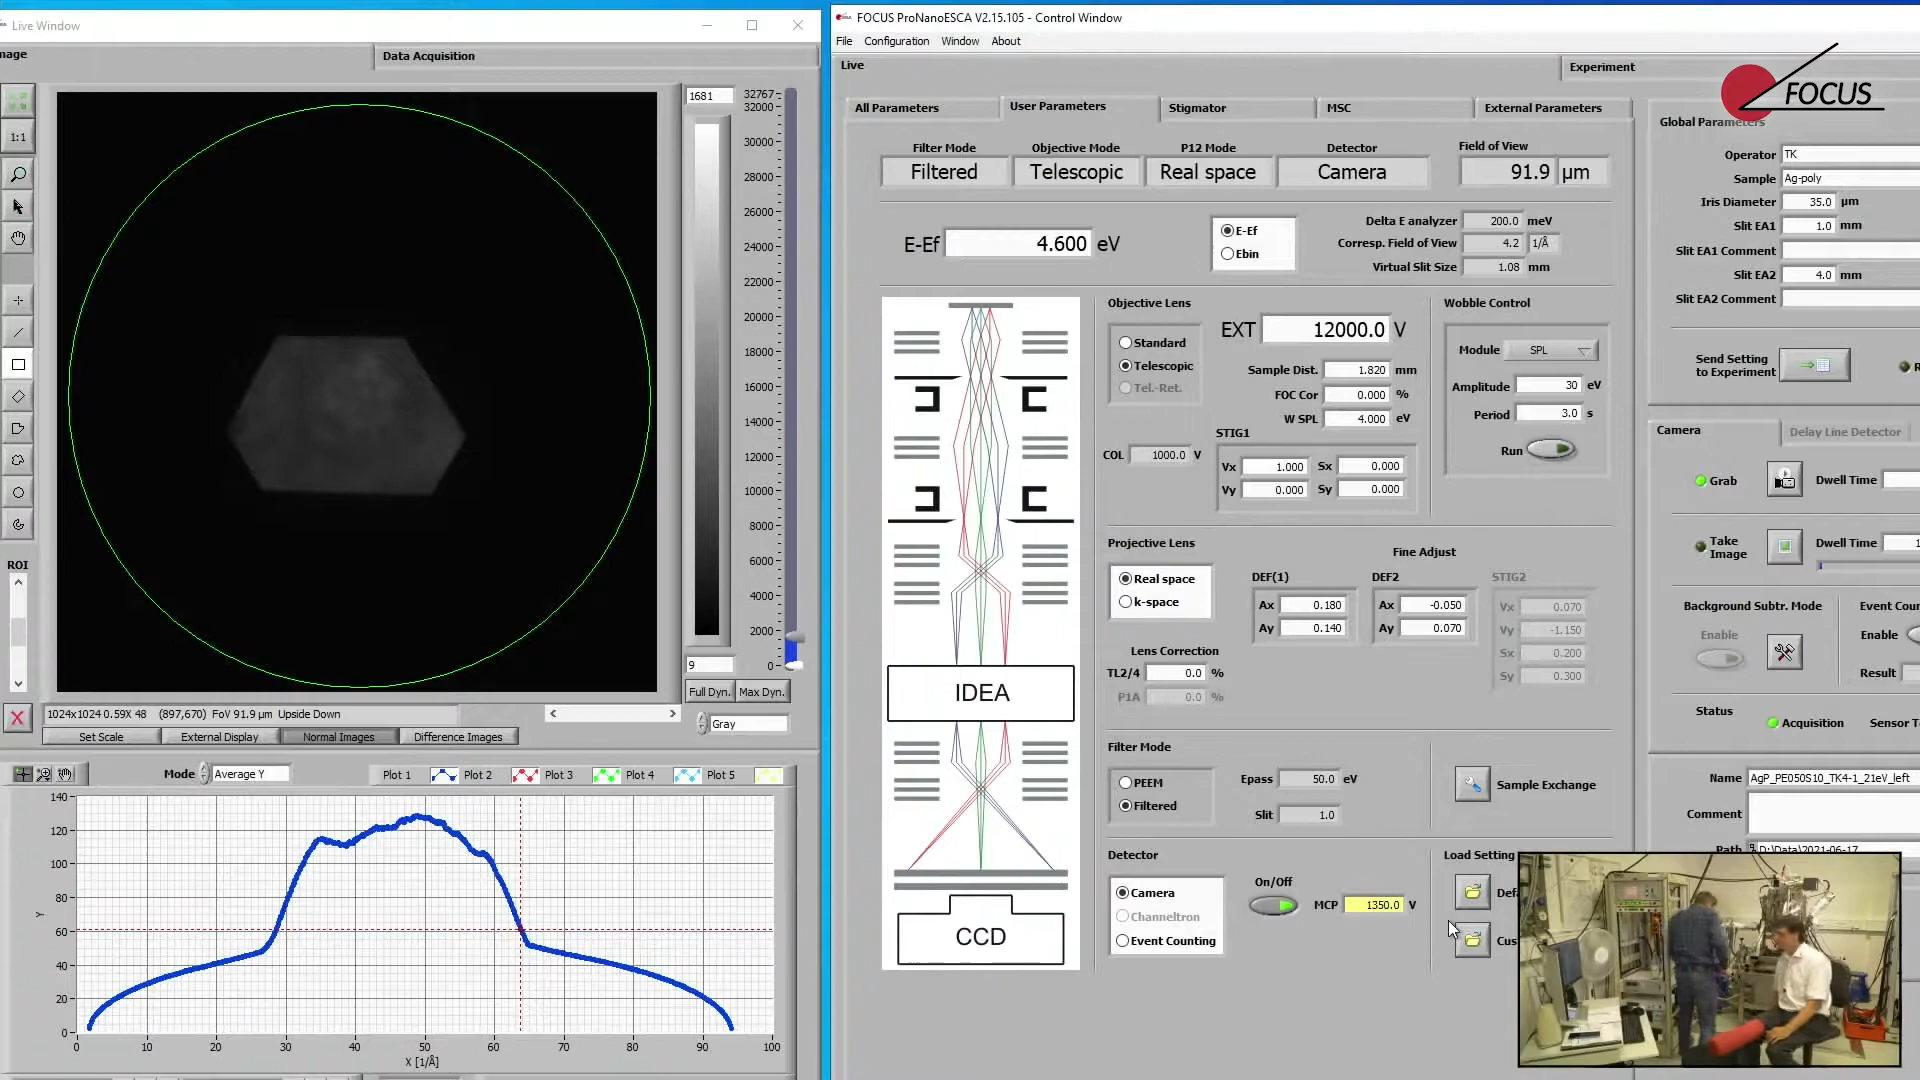 Live Window
FOCUS ProNanoESCA V2.15.105 - Control Window
File Configuration Window About
mage
Data Acquisition
Live
Experiment
FOCUS
All Parameters
User Parameters
Stigmator
MSC
External Parameters
Global Parameters
Filter Mode
Objective Mode
P12 Mode
Detector
Field of View
Filtered
Telescopic
Real space
Camera
91.9 µm
Operator TK
Sample Ag-poly
Iris Diameter 35.0 µm
Slit EA1 1.0 mm
Slit EA1 Comment
Slit EA2 4.0 mm
Slit EA2 Comment
Send Setting
to Experiment
E-Ef 4.600 eV
E-Ef
Ebin
Delta E analyzer 200.0 meV
Corresp. Field of View 4.2 1/Å
Virtual Slit Size 1.08 mm
1681
32767
32000
30000
28000
26000
24000
22000
20000
18000
16000
14000
12000
10000
8000
6000
4000
2000
0
9
1:1
ROI
Full Dyn.
Max Dyn.
Gray
1024x1024 0.59X 48 (897,670) FoV 91.9 µm Upside Down
Set Scale
External Display
Normal Images
Difference Images
Mode Average Y
Plot 1
Plot 2
Plot 3
Plot 4
Plot 5
140
120
100
80
60
40
20
0
Y
0 10 20 30 40 50 60 70 80 90 100
X [1/Å]
IDEA
CCD
Objective Lens
Standard
Telescopic
Tel.-Ret.
EXT 12000.0 V
Sample Dist. 1.820 mm
FOC Cor 0.000 %
W SPL 4.000 eV
STIG1
COL 1000.0 V
Vx 1.000 Sx 0.000
Vy 0.000 Sy 0.000
Wobble Control
Module SPL
Amplitude 30 eV
Period 3.0 s
Run
Projective Lens
Real space
k-space
Fine Adjust
DEF(1)
Ax 0.180
Ay 0.140
DEF2
Ax -0.050
Ay 0.070
STIG2
Vx 0.070
Vy -1.150
Sx 0.200
Sy 0.300
Lens Correction
TL2/4 0.0 %
P1A 0.0 %
Filter Mode
PEEM
Filtered
Epass 50.0 eV
Slit 1.0
Sample Exchange
Detector
Camera
Channeltron
Event Counting
On/Off
MCP 1350.0 V
Load Setting
Defa
Cus
Camera
Delay Line Detector
Grab
Dwell Time
Take
Image
Dwell Time
Background Subtr. Mode
Enable
Event Cou
Enable
Result
Status
Acquisition
Sensor T
Name AgP_PE050S10_TK4-1_21eV_left
Comment
Path D:\Data\2021-06-17